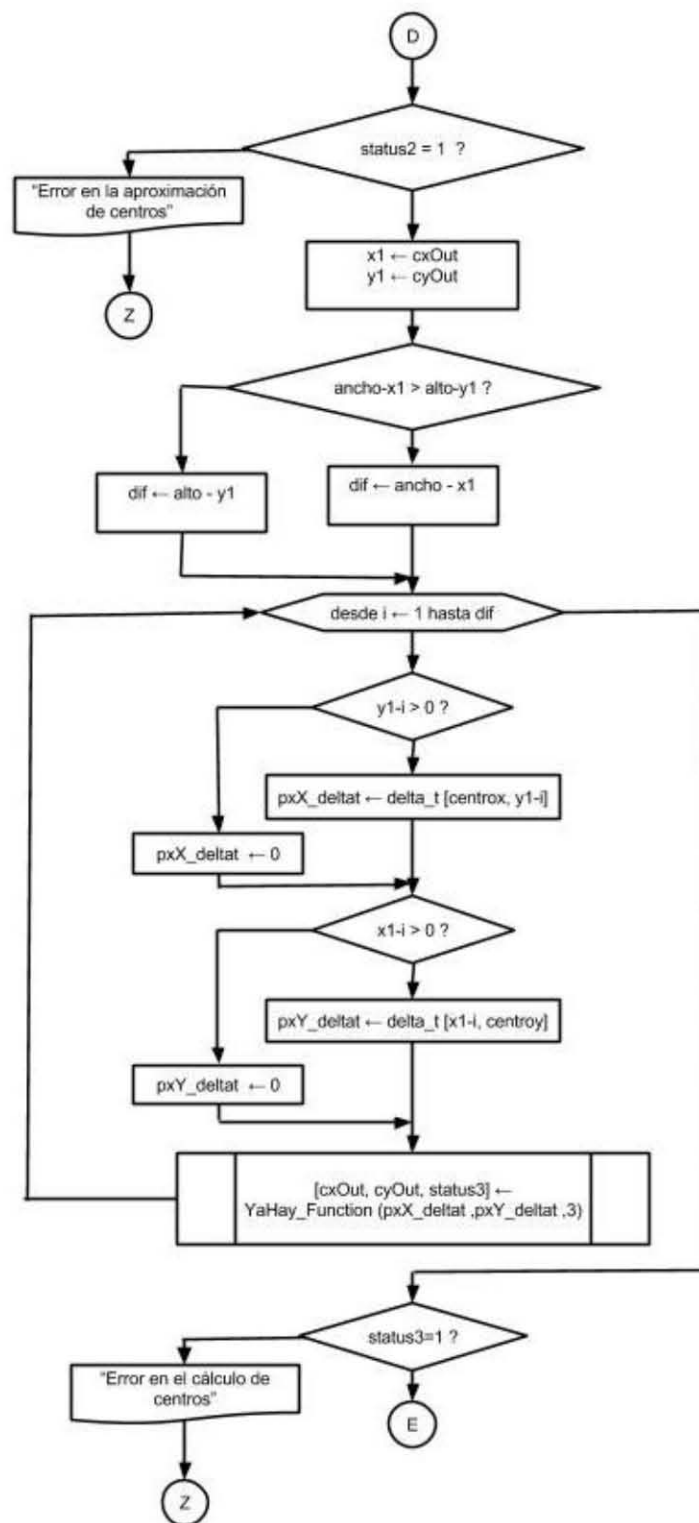 D
status2 = 1 ?
"Error en la aproximación
de centros"
x1 ← cxOut
y1 ← cyOut
Z
ancho-x1 > alto-y1 ?
dif ← alto - y1
dif ← ancho - x1
desde i ← 1 hasta dif
y1-i > 0 ?
pxX_deltat ← delta_t [centrox, y1-i]
pxX_deltat ← 0
x1-i > 0 ?
pxY_deltat ← delta_t [x1-i, centroy]
pxY_deltat ← 0
[cxOut, cyOut, status3] ←
YaHay_Function (pxX_deltat ,pxY_deltat ,3)
status3=1 ?
"Error en el cálculo de
centros"
E
Z